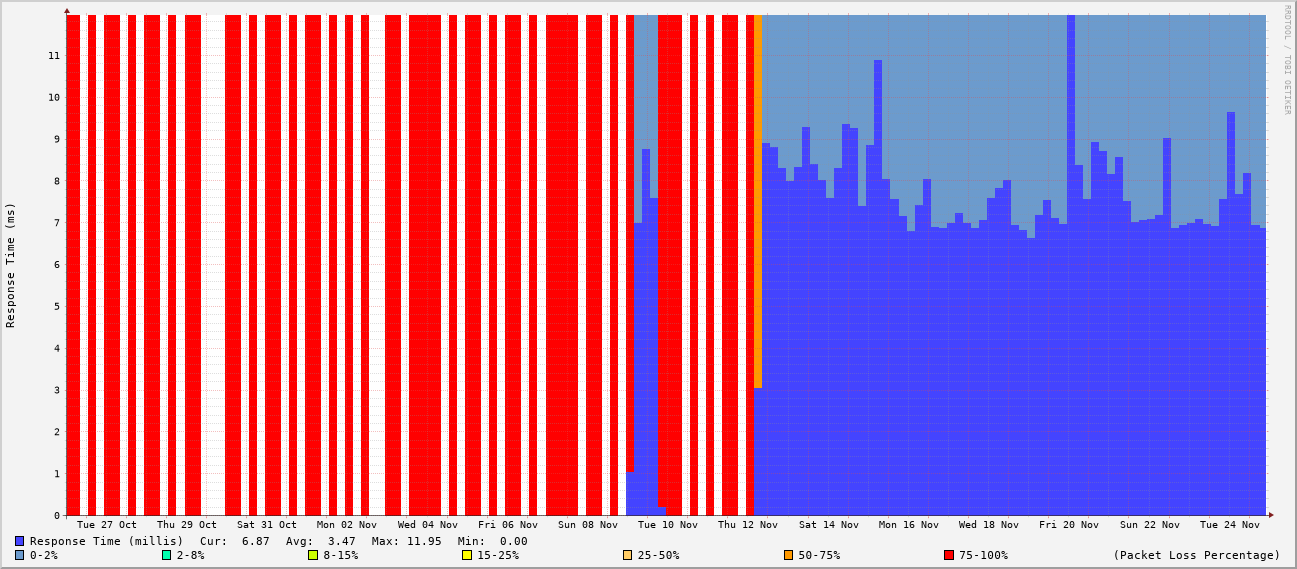 RRDTOOL / TOBI OETIKER
Response Time (ms)
11
10
9
8
7
6
5
4
3
2
1
0
Tue 27 Oct Thu 29 Oct Sat 31 Oct Mon 02 Nov Wed 04 Nov Fri 06 Nov Sun 08 Nov Tue 10 Nov Thu 12 Nov Sat 14 Nov Mon 16 Nov Wed 18 Nov Fri 20 Nov Sun 22 Nov Tue 24 Nov
Response Time (millis) Cur: 6.87 Avg: 3.47 Max: 11.95 Min: 0.00
0-2% 2-8% 8-15% 15-25% 25-50% 50-75% 75-100% (Packet Loss Percentage)